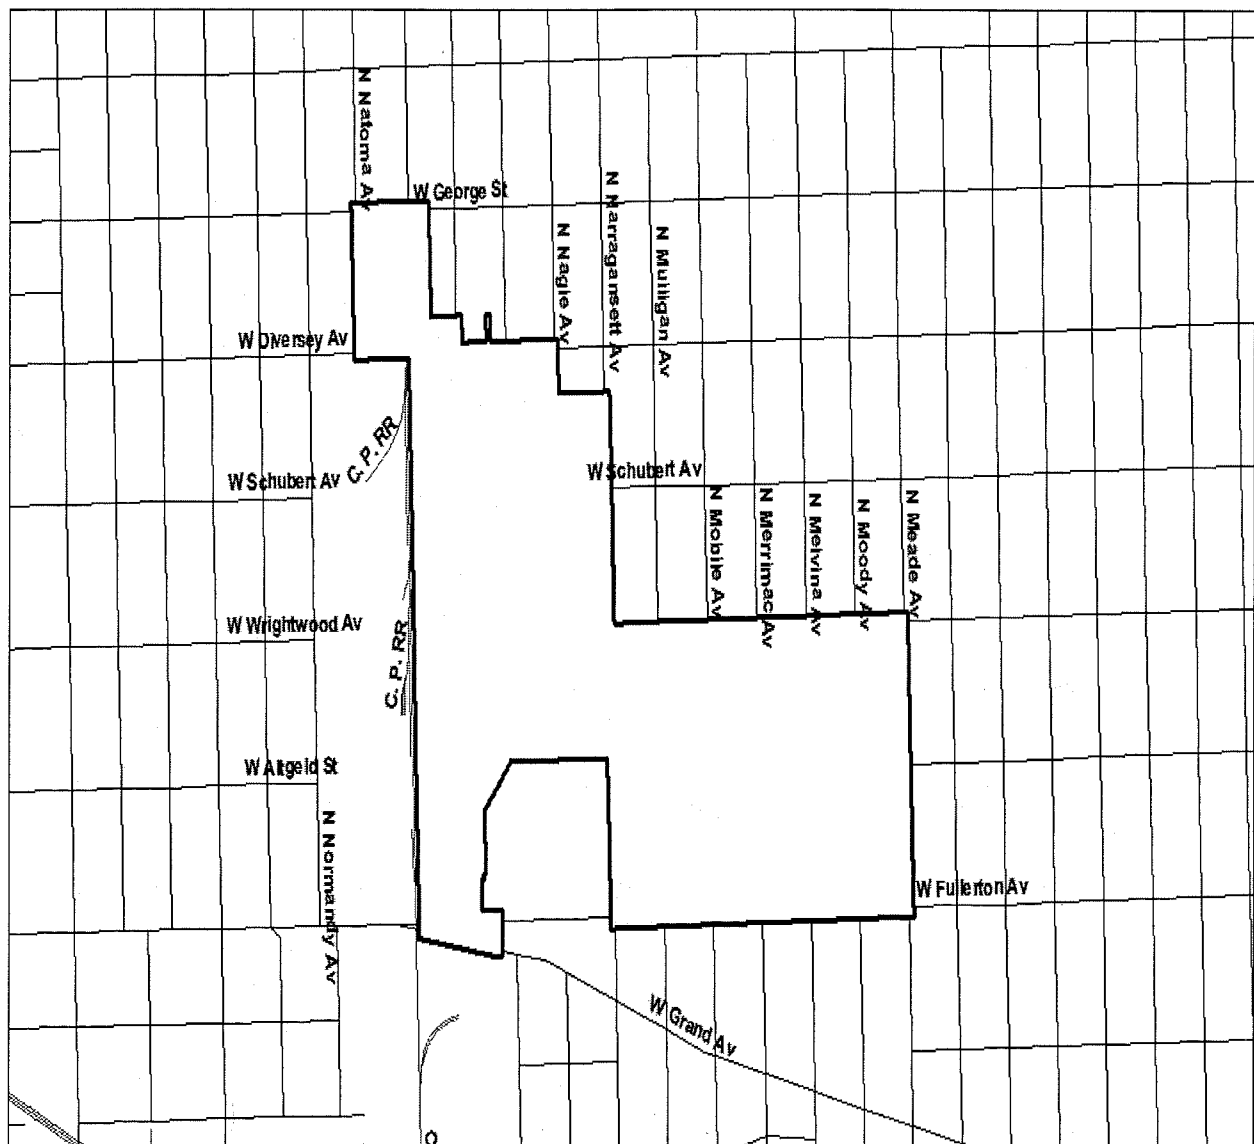 N Natoma Av
W George St
N Narragansett Av
N Nagle Av
N Mulligan Av
W Diversey Av
C. P. RR
W Schubert Av
W Schubert Av
N Mobile Av
N Merrimac Av
N Melvina Av
N Moody Av
N Meade Av
W Wrightwood Av
C. P. RR
W Altgeld St
N Normandy Av
W Fullerton Av
W Grand Av